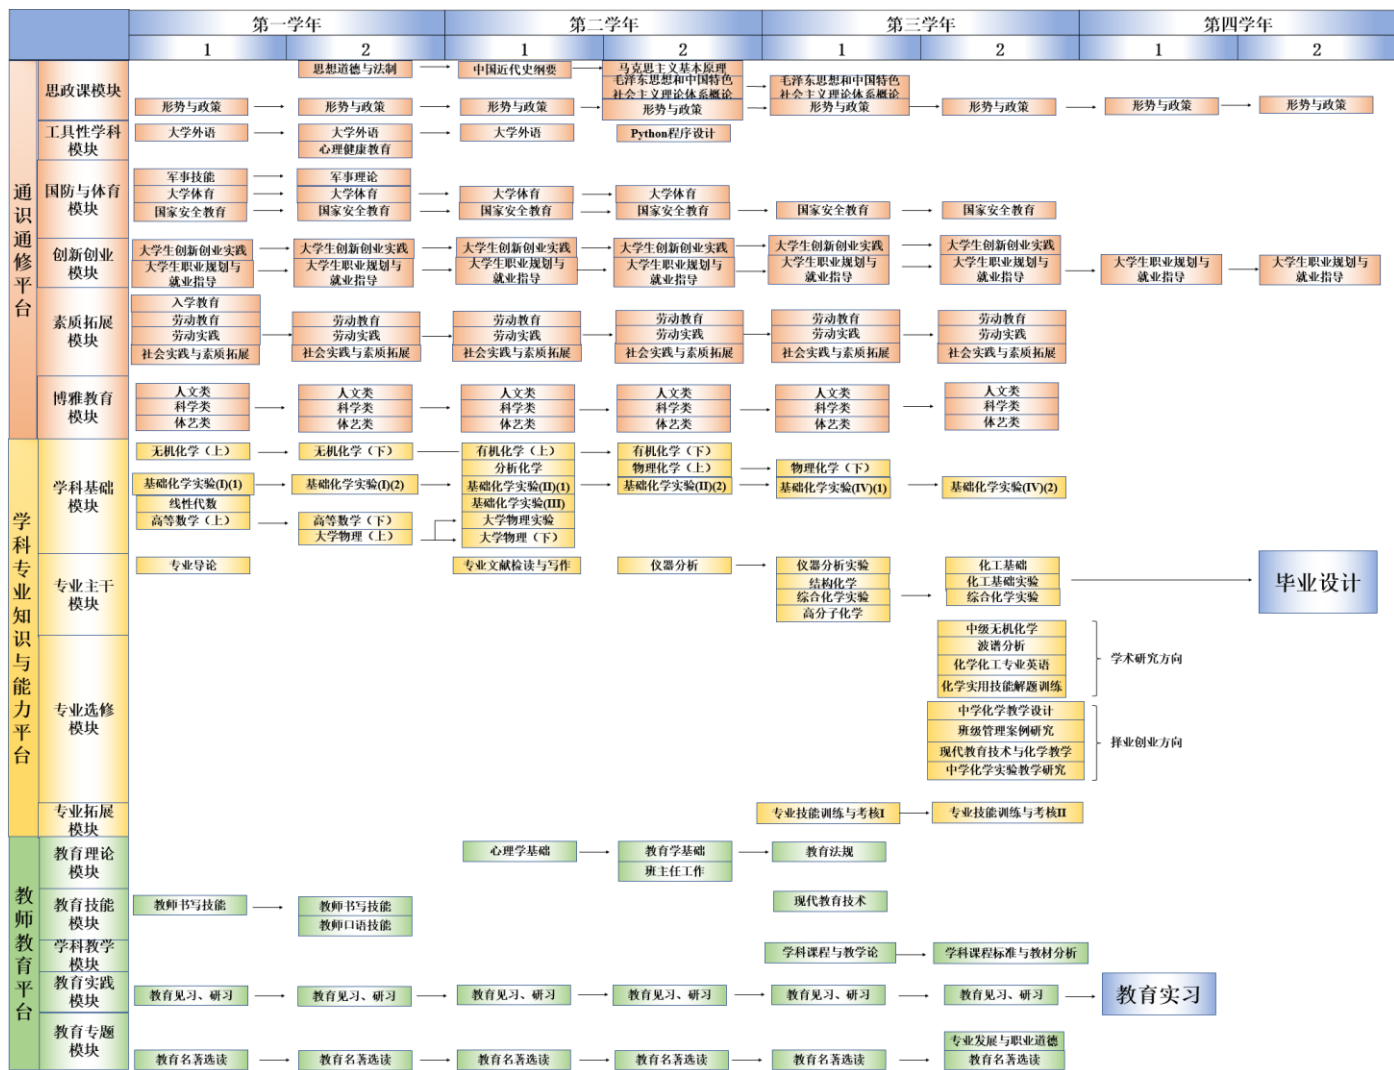 第一学年 第二学年 第三学年 第四学年
1 2 1 2 1 2 1 2
通识通修平台
思政课模块
思想道德与法制 中国近代史纲要 马克思主义基本原理
毛泽东思想和中国特色 毛泽东思想和中国特色
社会主义理论体系概论 社会主义理论体系概论
形势与政策 形势与政策 形势与政策 形势与政策 形势与政策 形势与政策 形势与政策 形势与政策
工具性学科
模块
大学外语 大学外语 大学外语 Python程序设计
心理健康教育
国防与体育
模块
军事技能 军事理论
大学体育 大学体育 大学体育 大学体育
国家安全教育 国家安全教育 国家安全教育 国家安全教育 国家安全教育 国家安全教育
创新创业
模块
大学生创新创业实践 大学生创新创业实践 大学生创新创业实践 大学生创新创业实践 大学生创新创业实践 大学生创新创业实践
大学生职业规划与 大学生职业规划与 大学生职业规划与 大学生职业规划与 大学生职业规划与 大学生职业规划与 大学生职业规划与 大学生职业规划与
就业指导 就业指导 就业指导 就业指导 就业指导 就业指导 就业指导 就业指导
素质拓展
模块
入学教育
劳动教育 劳动教育 劳动教育 劳动教育 劳动教育 劳动教育
劳动实践 劳动实践 劳动实践 劳动实践 劳动实践 劳动实践
社会实践与素质拓展 社会实践与素质拓展 社会实践与素质拓展 社会实践与素质拓展 社会实践与素质拓展 社会实践与素质拓展
博雅教育
模块
人文类 人文类 人文类 人文类 人文类 人文类
科学类 科学类 科学类 科学类 科学类 科学类
体艺类 体艺类 体艺类 体艺类 体艺类 体艺类
学科专业知识与能力平台
学科基础
模块
无机化学（上） 无机化学（下） 有机化学（上） 有机化学（下）
分析化学 物理化学（上） 物理化学（下）
基础化学实验(I)(1) 基础化学实验(I)(2) 基础化学实验(II)(1) 基础化学实验(II)(2) 基础化学实验(IV)(1) 基础化学实验(IV)(2)
线性代数 基础化学实验(III)
高等数学（上） 高等数学（下） 大学物理实验
大学物理（上） 大学物理（下）
专业主干
模块
专业导论 专业文献检读与写作 仪器分析 仪器分析实验 化工基础
结构化学 化工基础实验
综合化学实验 综合化学实验
高分子化学
毕业设计
专业选修
模块
中级无机化学
波谱分析
化学化工专业英语
化学实用技能解题训练
学术研究方向
中学化学教学设计
班级管理案例研究
现代教育技术与化学教学
中学化学实验教学研究
择业创业方向
专业拓展
模块
专业技能训练与考核I 专业技能训练与考核II
教师教育平台
教育理论
模块
心理学基础 教育学基础 教育法规
班主任工作
教育技能
模块
教师书写技能 教师书写技能 现代教育技术
教师口语技能
学科教学
模块
学科课程与教学论 学科课程标准与教材分析
教育实践
模块
教育见习、研习 教育见习、研习 教育见习、研习 教育见习、研习 教育见习、研习 教育见习、研习 教育实习
教育专题
模块
专业发展与职业道德
教育名著选读 教育名著选读 教育名著选读 教育名著选读 教育名著选读 教育名著选读